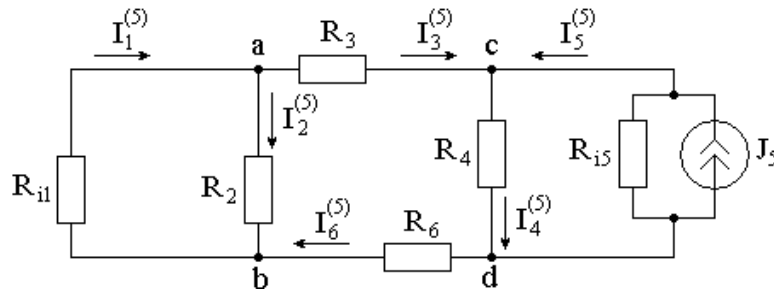 I₁⁽⁵⁾ a R₃ I₃⁽⁵⁾ c I₅⁽⁵⁾
I₂⁽⁵⁾
Rᵢ₁ R₂ R₄ Rᵢ₅ J₅
I₆⁽⁵⁾ R₆ I₄⁽⁵⁾
b d